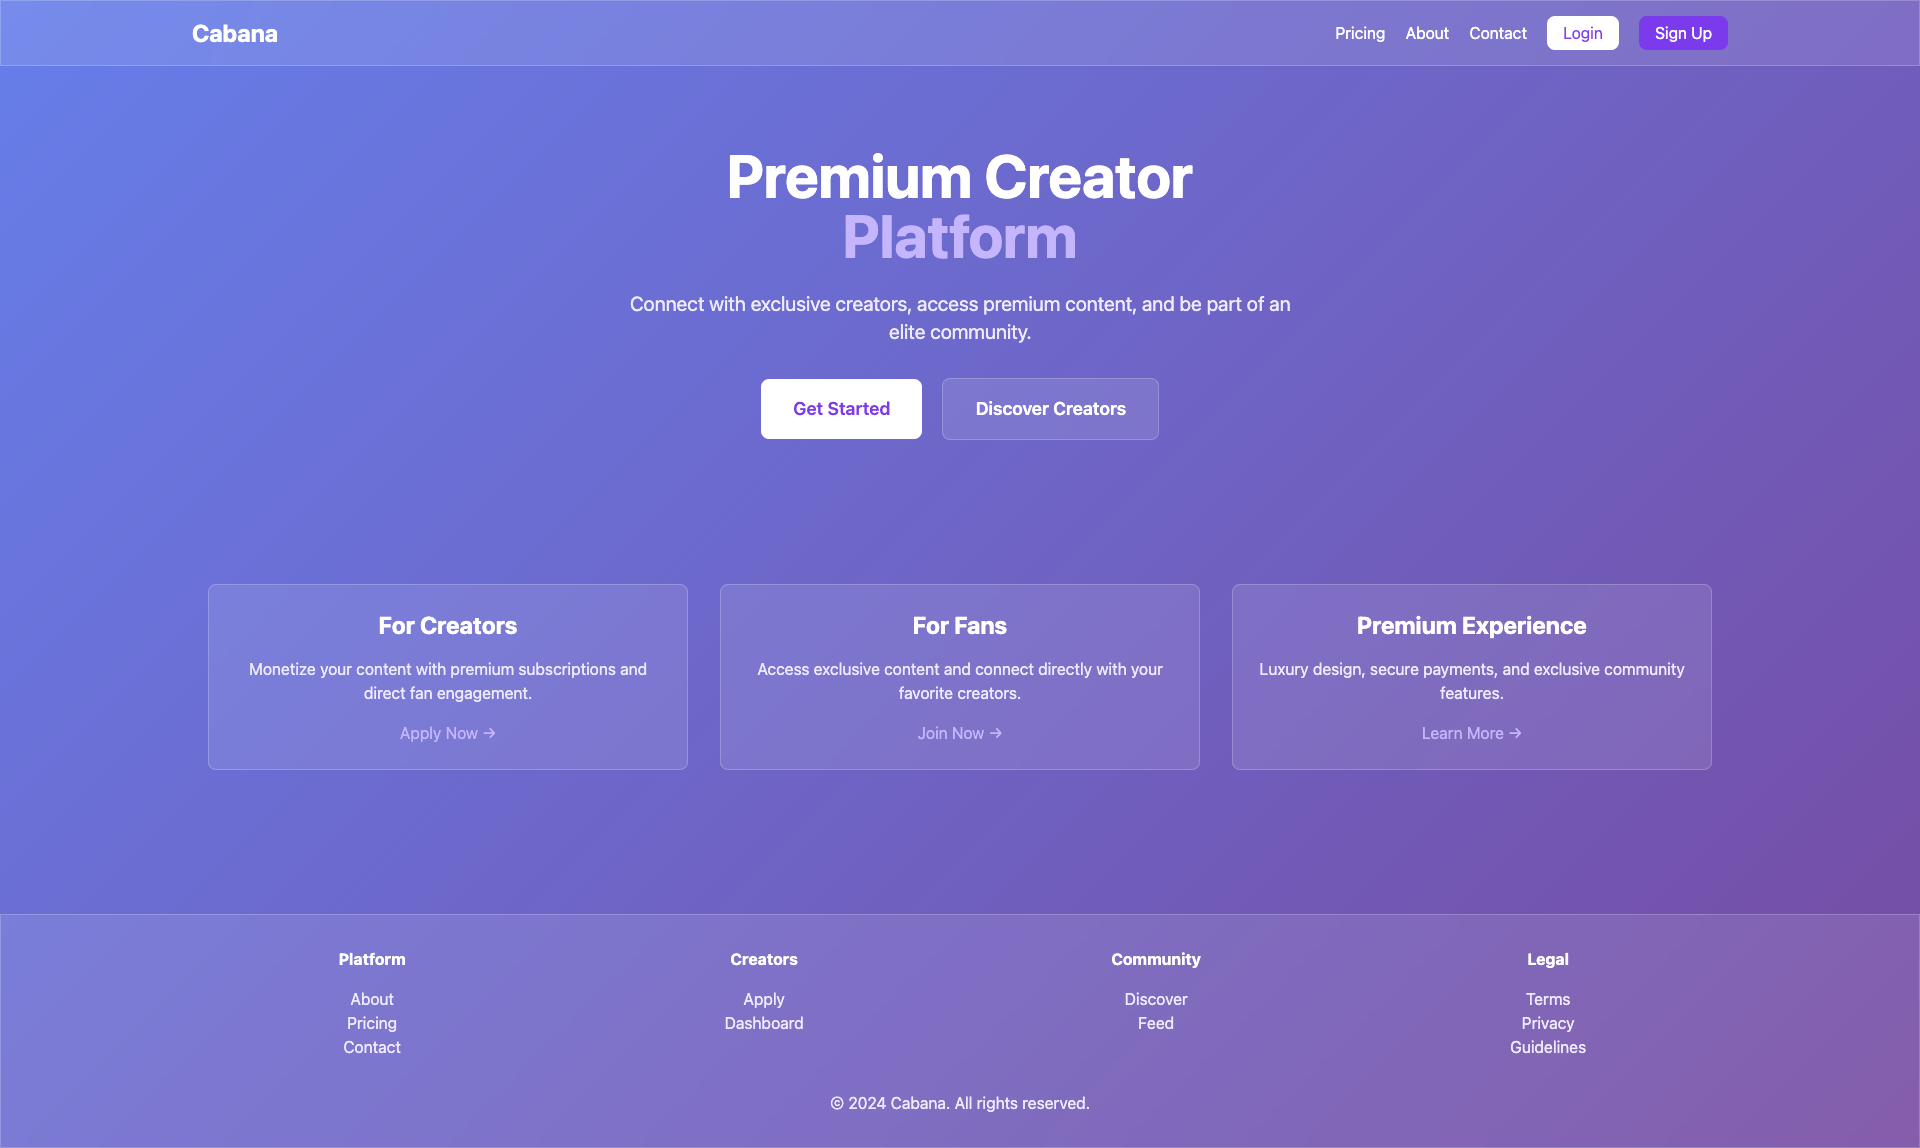 Cabana
Pricing
About
Contact
Login
Sign Up
Premium Creator
Platform
Connect with exclusive creators, access premium content, and be part of an
elite community.
Get Started
Discover Creators
For Creators
Monetize your content with premium subscriptions and
direct fan engagement.
Apply Now →
For Fans
Access exclusive content and connect directly with your
favorite creators.
Join Now →
Premium Experience
Luxury design, secure payments, and exclusive community
features.
Learn More →
Platform
About
Pricing
Contact
Creators
Apply
Dashboard
Community
Discover
Feed
Legal
Terms
Privacy
Guidelines
© 2024 Cabana. All rights reserved.